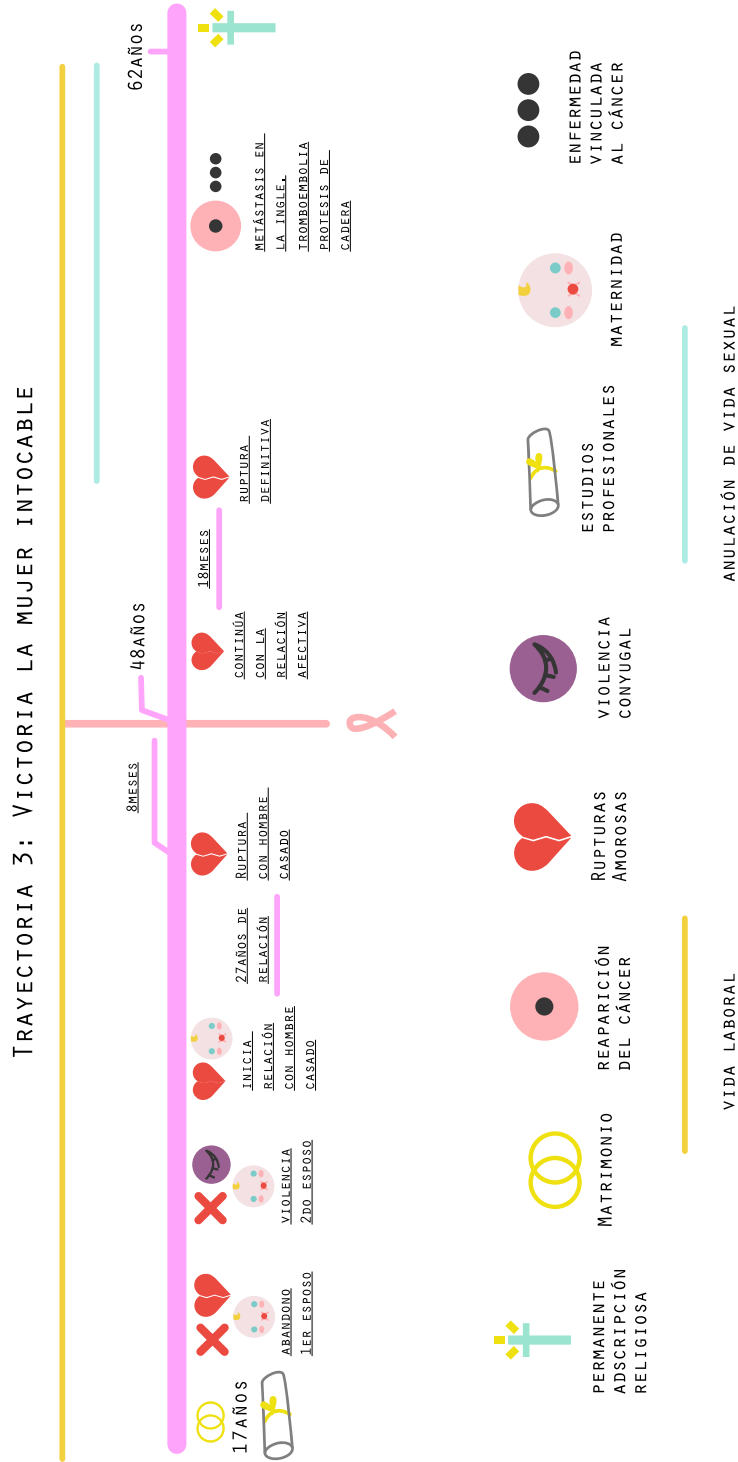 Trayectoria 3: Victoria la mujer intocable
62años
48años
8meses
17años
Abandono
1er esposo
Violencia
2do esposo
Inicia
relación
con hombre
casado
27años de
relación
Ruptura
con hombre
casado
Continúa
con la
relación
afectiva
18meses
Ruptura
definitiva
Metástasis en
la ingle,
tromboembolia
protesis de
cadera
Permanente
adscripción
religiosa
Matrimonio
Reaparición
del cáncer
Rupturas
Amorosas
Violencia
conyugal
Estudios
profesionales
Maternidad
Enfermedad
vinculada
al cáncer
Vida laboral
Anulación de vida sexual